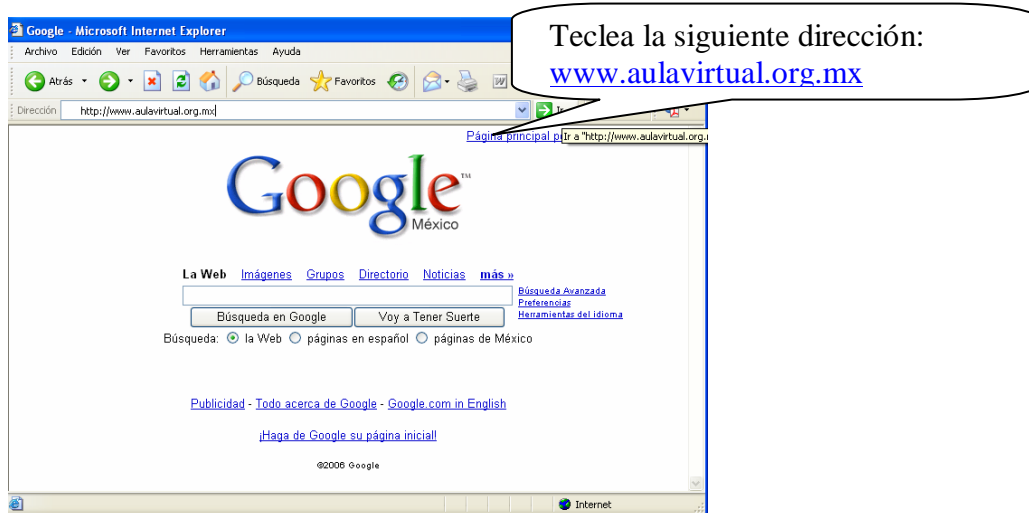 Google - Microsoft Internet Explorer
Teclea la siguiente dirección:
www.aulavirtual.org.mx
Archivo Edición Ver Favoritos Herramientas Ayuda
Atrás Búsqueda Favoritos
Dirección http://www.aulavirtual.org.mx Ir
Página principal
Ir a "http://www.aulavirtual.org.
Google™
México
La Web Imágenes Grupos Directorio Noticias más »
Búsqueda Avanzada
Preferencias
Herramientas del idioma
Búsqueda en Google Voy a Tener Suerte
Búsqueda: la Web páginas en español páginas de México
Publicidad - Todo acerca de Google - Google.com in English
¡Haga de Google su página inicial!
©2006 Google
Internet